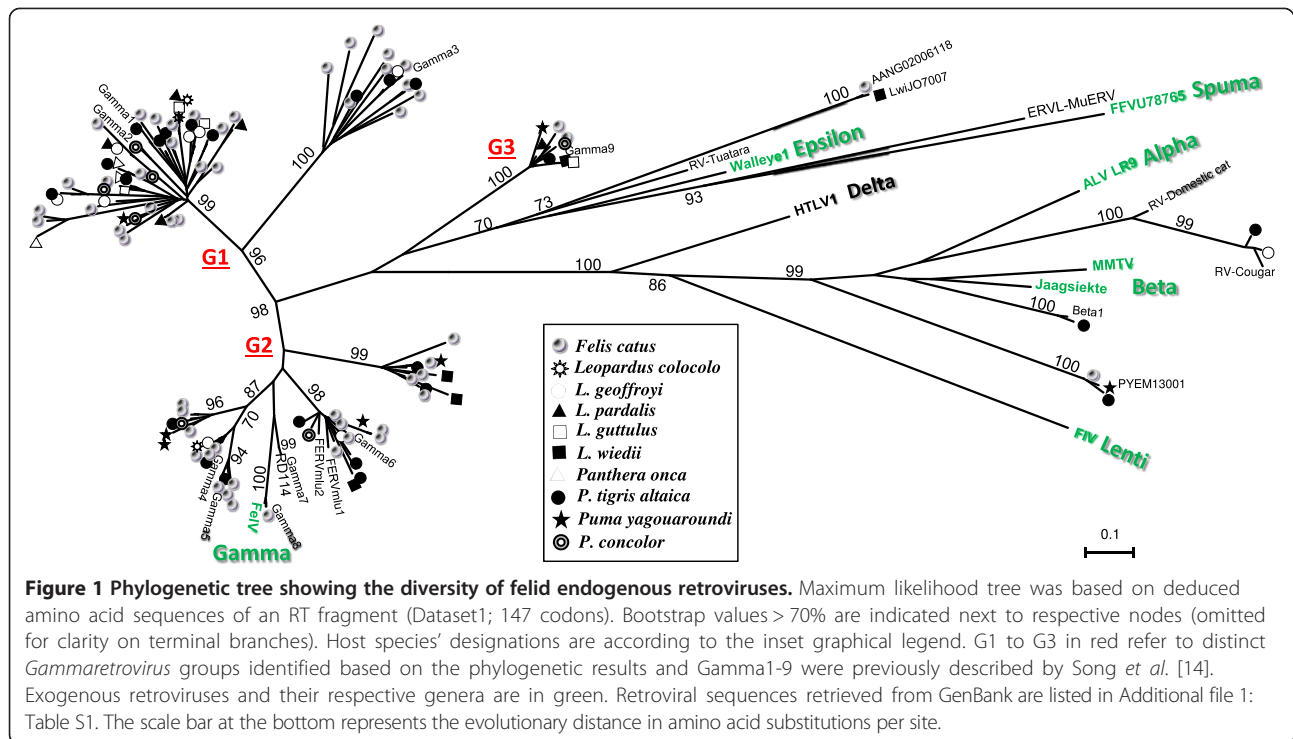 Gamma3
Gamma1
Gamma2
100
99
G1
96
98
G2
G3
Gamma9
100
AANG02006118
LwiJO7007
100
RV-Tuatara
Walleye1 Epsilon
ERVL-MuERV
FFVU78765 Spuma
73
70
93
HTLV1 Delta
ALV LR9 Alpha
RV-Domestic cat
100
99
RV-Cougar
100
86
99
MMTV
Jaagsiekte Beta
100
Beta1
100
PYEM13001
FIV Lenti
99
87
96
70
94
98
99
100
Gamma4
Gamma5
FelV
Gamma8
Gamma7
RD114
FERVmlu2
FERVmlu1
Gamma6
Gamma
Felis catus
Leopardus colocolo
L. geoffroyi
L. pardalis
L. guttulus
L. wiedii
Panthera onca
P. tigris altaica
Puma yagouaroundi
P. concolor
0.1
Figure 1 Phylogenetic tree showing the diversity of felid endogenous retroviruses. Maximum likelihood tree was based on deduced
amino acid sequences of an RT fragment (Dataset1; 147 codons). Bootstrap values > 70% are indicated next to respective nodes (omitted
for clarity on terminal branches). Host species’ designations are according to the inset graphical legend. G1 to G3 in red refer to distinct
Gammaretrovirus groups identified based on the phylogenetic results and Gamma1-9 were previously described by Song et al. [14].
Exogenous retroviruses and their respective genera are in green. Retroviral sequences retrieved from GenBank are listed in Additional file 1:
Table S1. The scale bar at the bottom represents the evolutionary distance in amino acid substitutions per site.